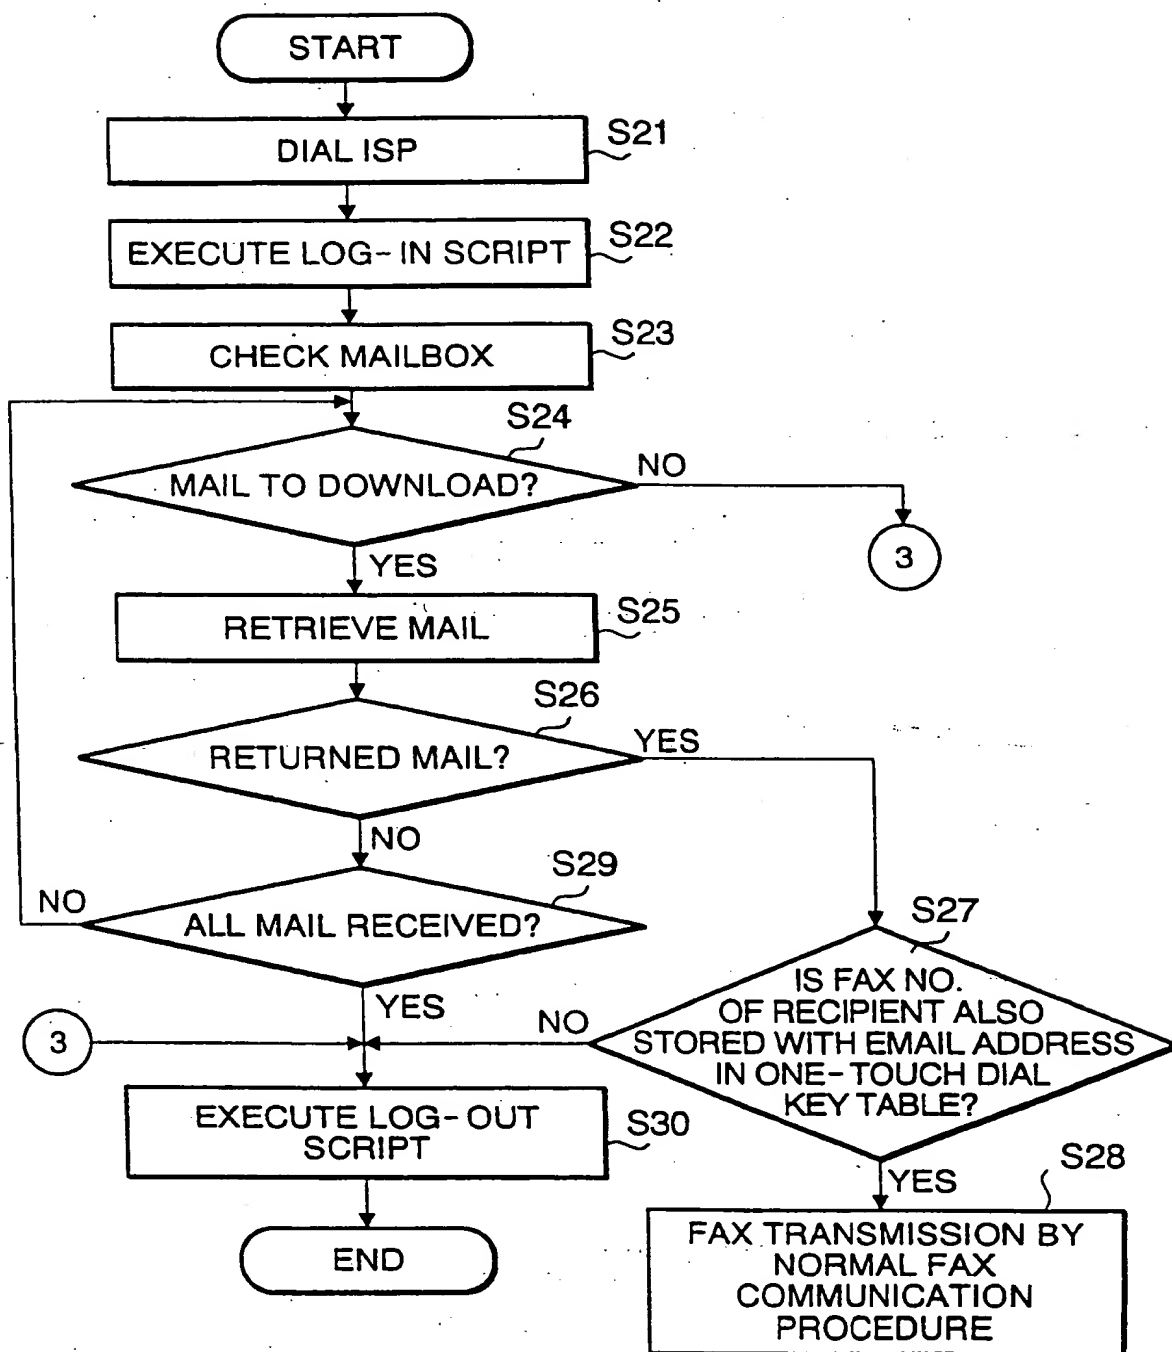 START
DIAL ISP
S21
EXECUTE LOG-IN SCRIPT
S22
CHECK MAILBOX
S23
S24
MAIL TO DOWNLOAD?
NO
3
YES
RETRIEVE MAIL
S25
S26
RETURNED MAIL?
YES
NO
S29
NO
ALL MAIL RECEIVED?
YES
S27
IS FAX NO.
OF RECIPIENT ALSO
STORED WITH EMAIL ADDRESS
IN ONE-TOUCH DIAL
KEY TABLE?
NO
3
EXECUTE LOG-OUT
SCRIPT
S30
YES
S28
END
FAX TRANSMISSION BY
NORMAL FAX
COMMUNICATION
PROCEDURE